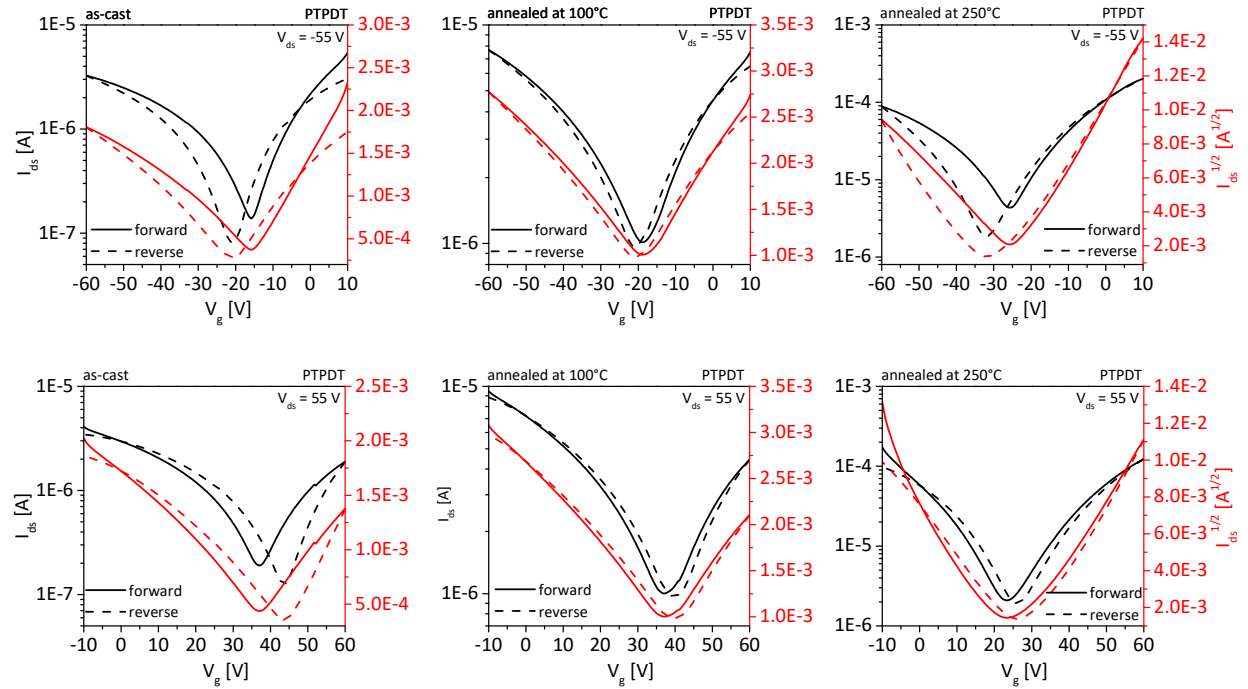 as-cast PTPDT
V_ds = -55 V
1E-5
1E-6
1E-7
I_ds [A]
3.0E-3
2.5E-3
2.0E-3
1.5E-3
1.0E-3
5.0E-4
forward
reverse
-60 -50 -40 -30 -20 -10 0 10
V_g [V]
annealed at 100°C PTPDT
V_ds = -55 V
1E-5
1E-6
3.5E-3
3.0E-3
2.5E-3
2.0E-3
1.5E-3
1.0E-3
forward
reverse
-60 -50 -40 -30 -20 -10 0 10
V_g [V]
annealed at 250°C PTPDT
V_ds = -55 V
1E-3
1E-4
1E-5
1E-6
1.4E-2
1.2E-2
1.0E-2
8.0E-3
6.0E-3
4.0E-3
2.0E-3
I_ds^1/2 [A^1/2]
forward
reverse
-60 -50 -40 -30 -20 -10 0 10
V_g [V]
as-cast PTPDT
V_ds = 55 V
1E-5
1E-6
1E-7
I_ds [A]
2.5E-3
2.0E-3
1.5E-3
1.0E-3
5.0E-4
forward
reverse
-10 0 10 20 30 40 50 60
V_g [V]
annealed at 100°C PTPDT
V_ds = 55 V
1E-5
1E-6
I_ds [A]
3.5E-3
3.0E-3
2.5E-3
2.0E-3
1.5E-3
1.0E-3
forward
reverse
-10 0 10 20 30 40 50 60
V_g [V]
annealed at 250°C PTPDT
V_ds = 55 V
1E-3
1E-4
1E-5
1E-6
1.4E-2
1.2E-2
1.0E-2
8.0E-3
6.0E-3
4.0E-3
2.0E-3
I_ds^1/2 [A^1/2]
forward
reverse
-10 0 10 20 30 40 50 60
V_g [V]